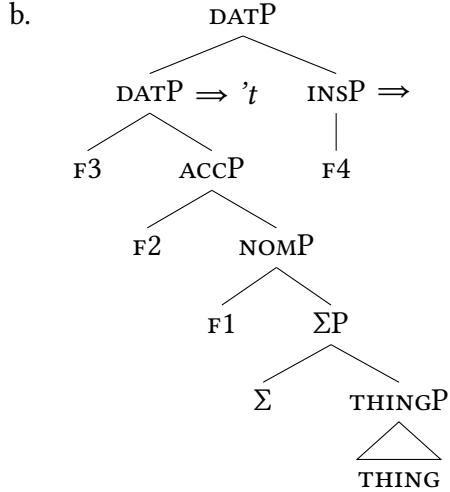 b. DATP
DATP ⇒ 't INSP ⇒
F3 ACCP F4
F2 NOMP
F1 ΣP
Σ THINGP
THING